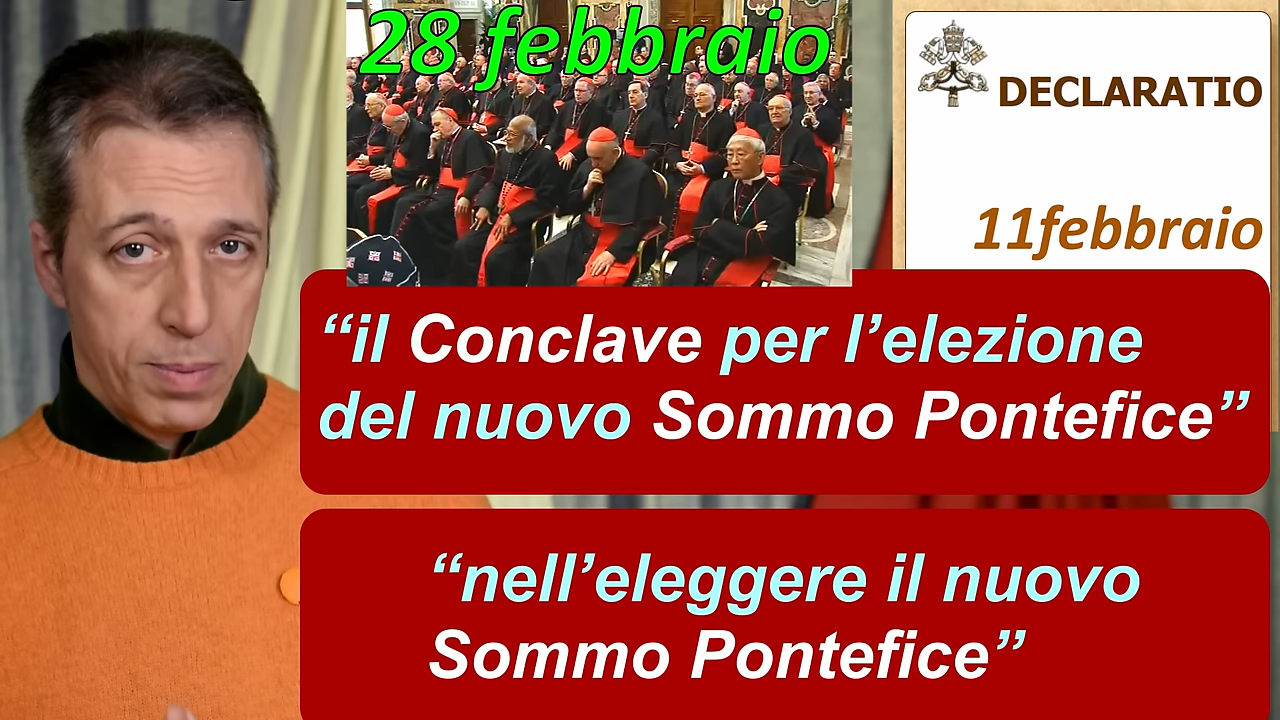 28 febbraio
DECLARATIO
11febbraio
“il Conclave per l’elezione
del nuovo Sommo Pontefice”
“nell’eleggere il nuovo
Sommo Pontefice”